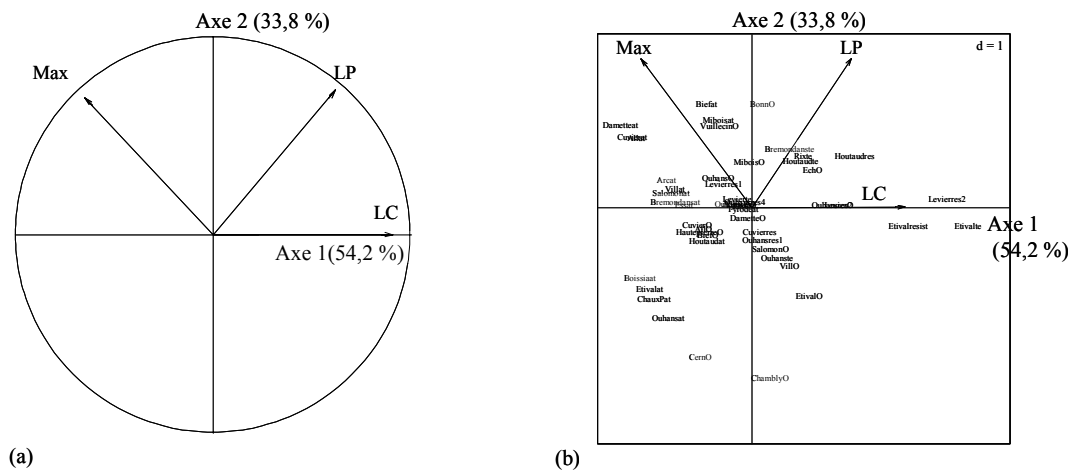 Axe 2 (33,8 %)
Max
LP
LC
Axe 1(54,2 %)
(a)
Axe 2 (33,8 %)
d = 1
Max
LP
Biefat
BonnO
Miboisat
VuillecinO
Dametteat
Bremondanste
Rixte
Houtaudres
MiboisO
Houtaudte
EchO
OuhansO
Levierres1
Arcat
Villat
Salomonat
Bremondansat
LC
Levierres2
DametteO
CuvierO
Cuvierres
Ouhansres1
Houtaudat
SalomonO
Ouhanste
VillO
Etivalresist
Etivalte
Axe 1
(54,2 %)
Boissiaat
Etivalat
ChauxPat
EtivalO
Ouhansat
CernO
ChamblyO
(b)